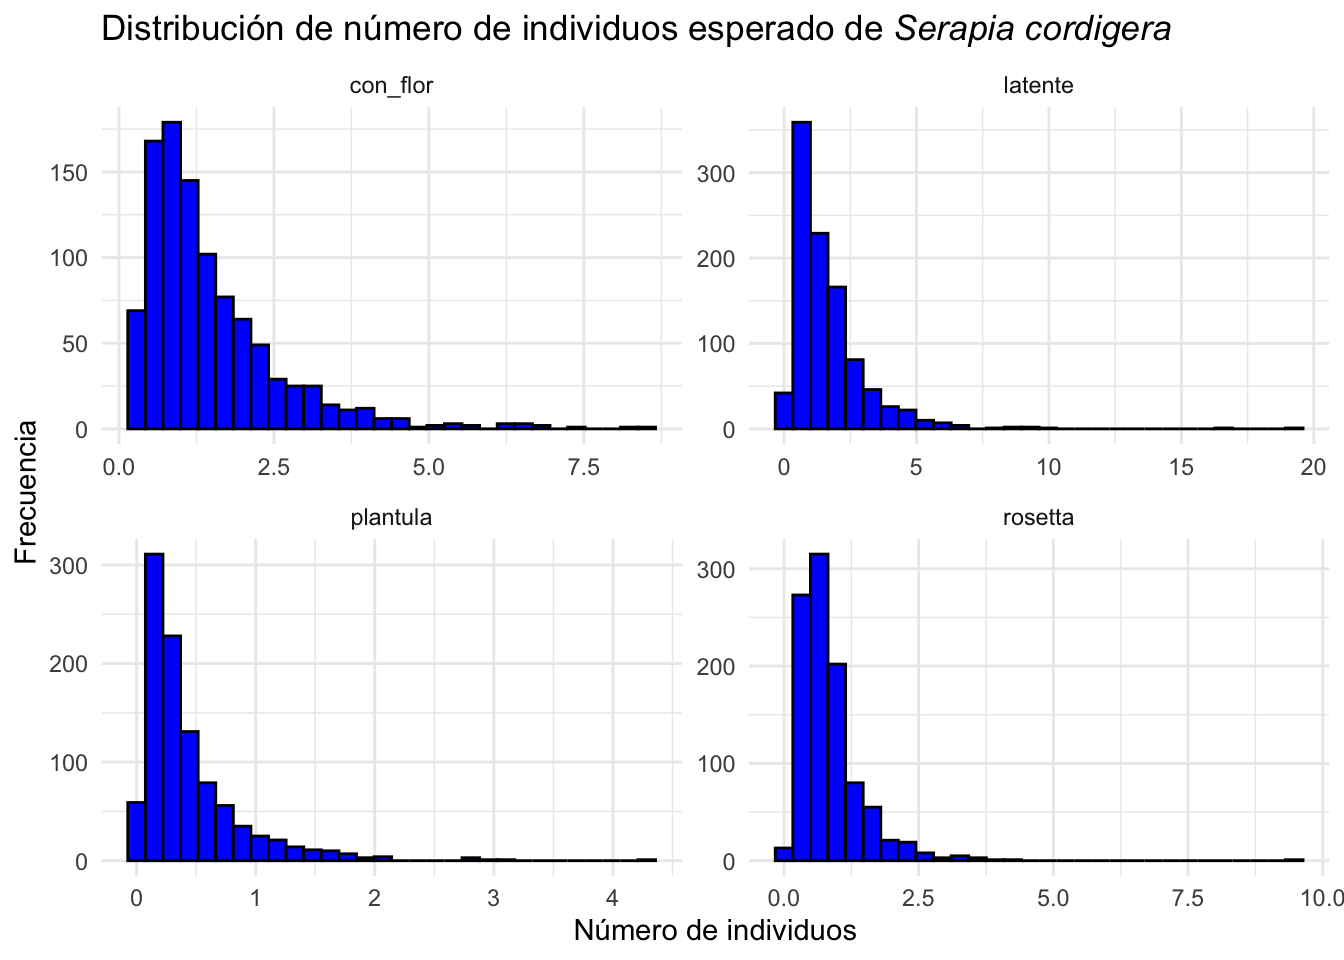 Distribución de número de individuos esperado de Serapia cordigera
con_flor
latente
150
100
50
0
0.0 2.5 5.0 7.5
300
200
100
0
0 5 10 15 20
Frecuencia
plantula
rosetta
300
200
100
0
0 1 2 3 4
300
200
100
0
0.0 2.5 5.0 7.5 10.0
Número de individuos